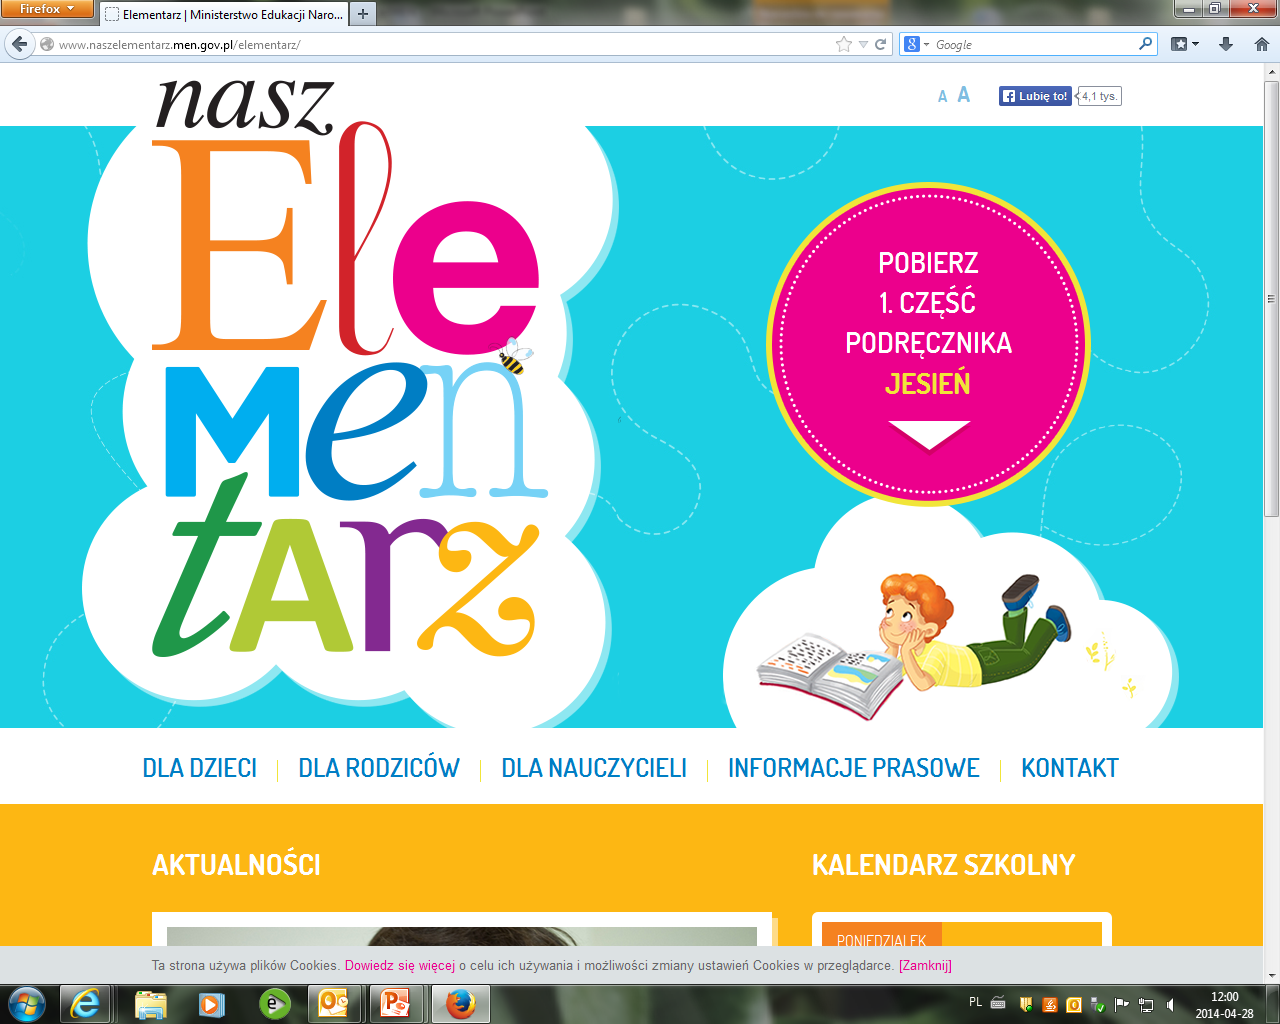 Firefox
Elementarz | Ministerstwo Edukacji Naro...
www.naszelementarz.men.gov.pl/elementarz/
Google
A A
Lubię to!
4,1 tys.
nasz
Ele
men
tarz
POBIERZ
1. CZĘŚĆ
PODRĘCZNIKA
JESIEŃ
DLA DZIECI
DLA RODZICÓW
DLA NAUCZYCIELI
INFORMACJE PRASOWE
KONTAKT
AKTUALNOŚCI
KALENDARZ SZKOLNY
PONIEDZIAŁEK
Ta strona używa plików Cookies. Dowiedz się więcej o celu ich używania i możliwości zmiany ustawień Cookies w przeglądarce. [Zamknij]
PL
12:00
2014-04-28